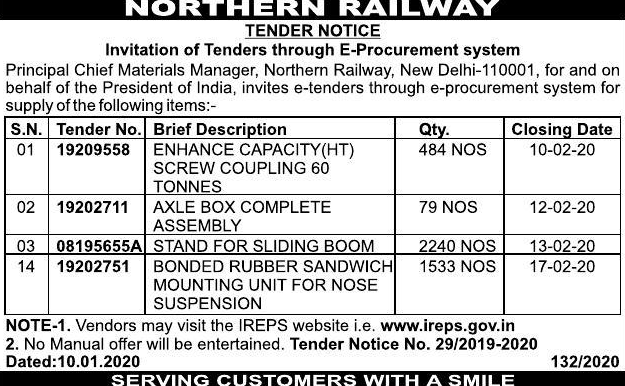 NORTHERN RAILWAY
TENDER NOTICE
Invitation of Tenders through E-Procurement system
Principal Chief Materials Manager, Northern Railway, New Delhi-110001, for and on
behalf of the President of India, invites e-tenders through e-procurement system for
supply of the following items:-
S.N. Tender No. Brief Description Qty. Closing Date
01 19209558 ENHANCE CAPACITY(HT) 484 NOS 10-02-20
SCREW COUPLING 60
TONNES
02 19202711 AXLE BOX COMPLETE 79 NOS 12-02-20
ASSEMBLY
03 08195655A STAND FOR SLIDING BOOM 2240 NOS 13-02-20
14 19202751 BONDED RUBBER SANDWICH 1533 NOS 17-02-20
MOUNTING UNIT FOR NOSE
SUSPENSION
NOTE-1. Vendors may visit the IREPS website i.e. www.ireps.gov.in
2. No Manual offer will be entertained. Tender Notice No. 29/2019-2020
Dated:10.01.2020 132/2020
SERVING CUSTOMERS WITH A SMILE